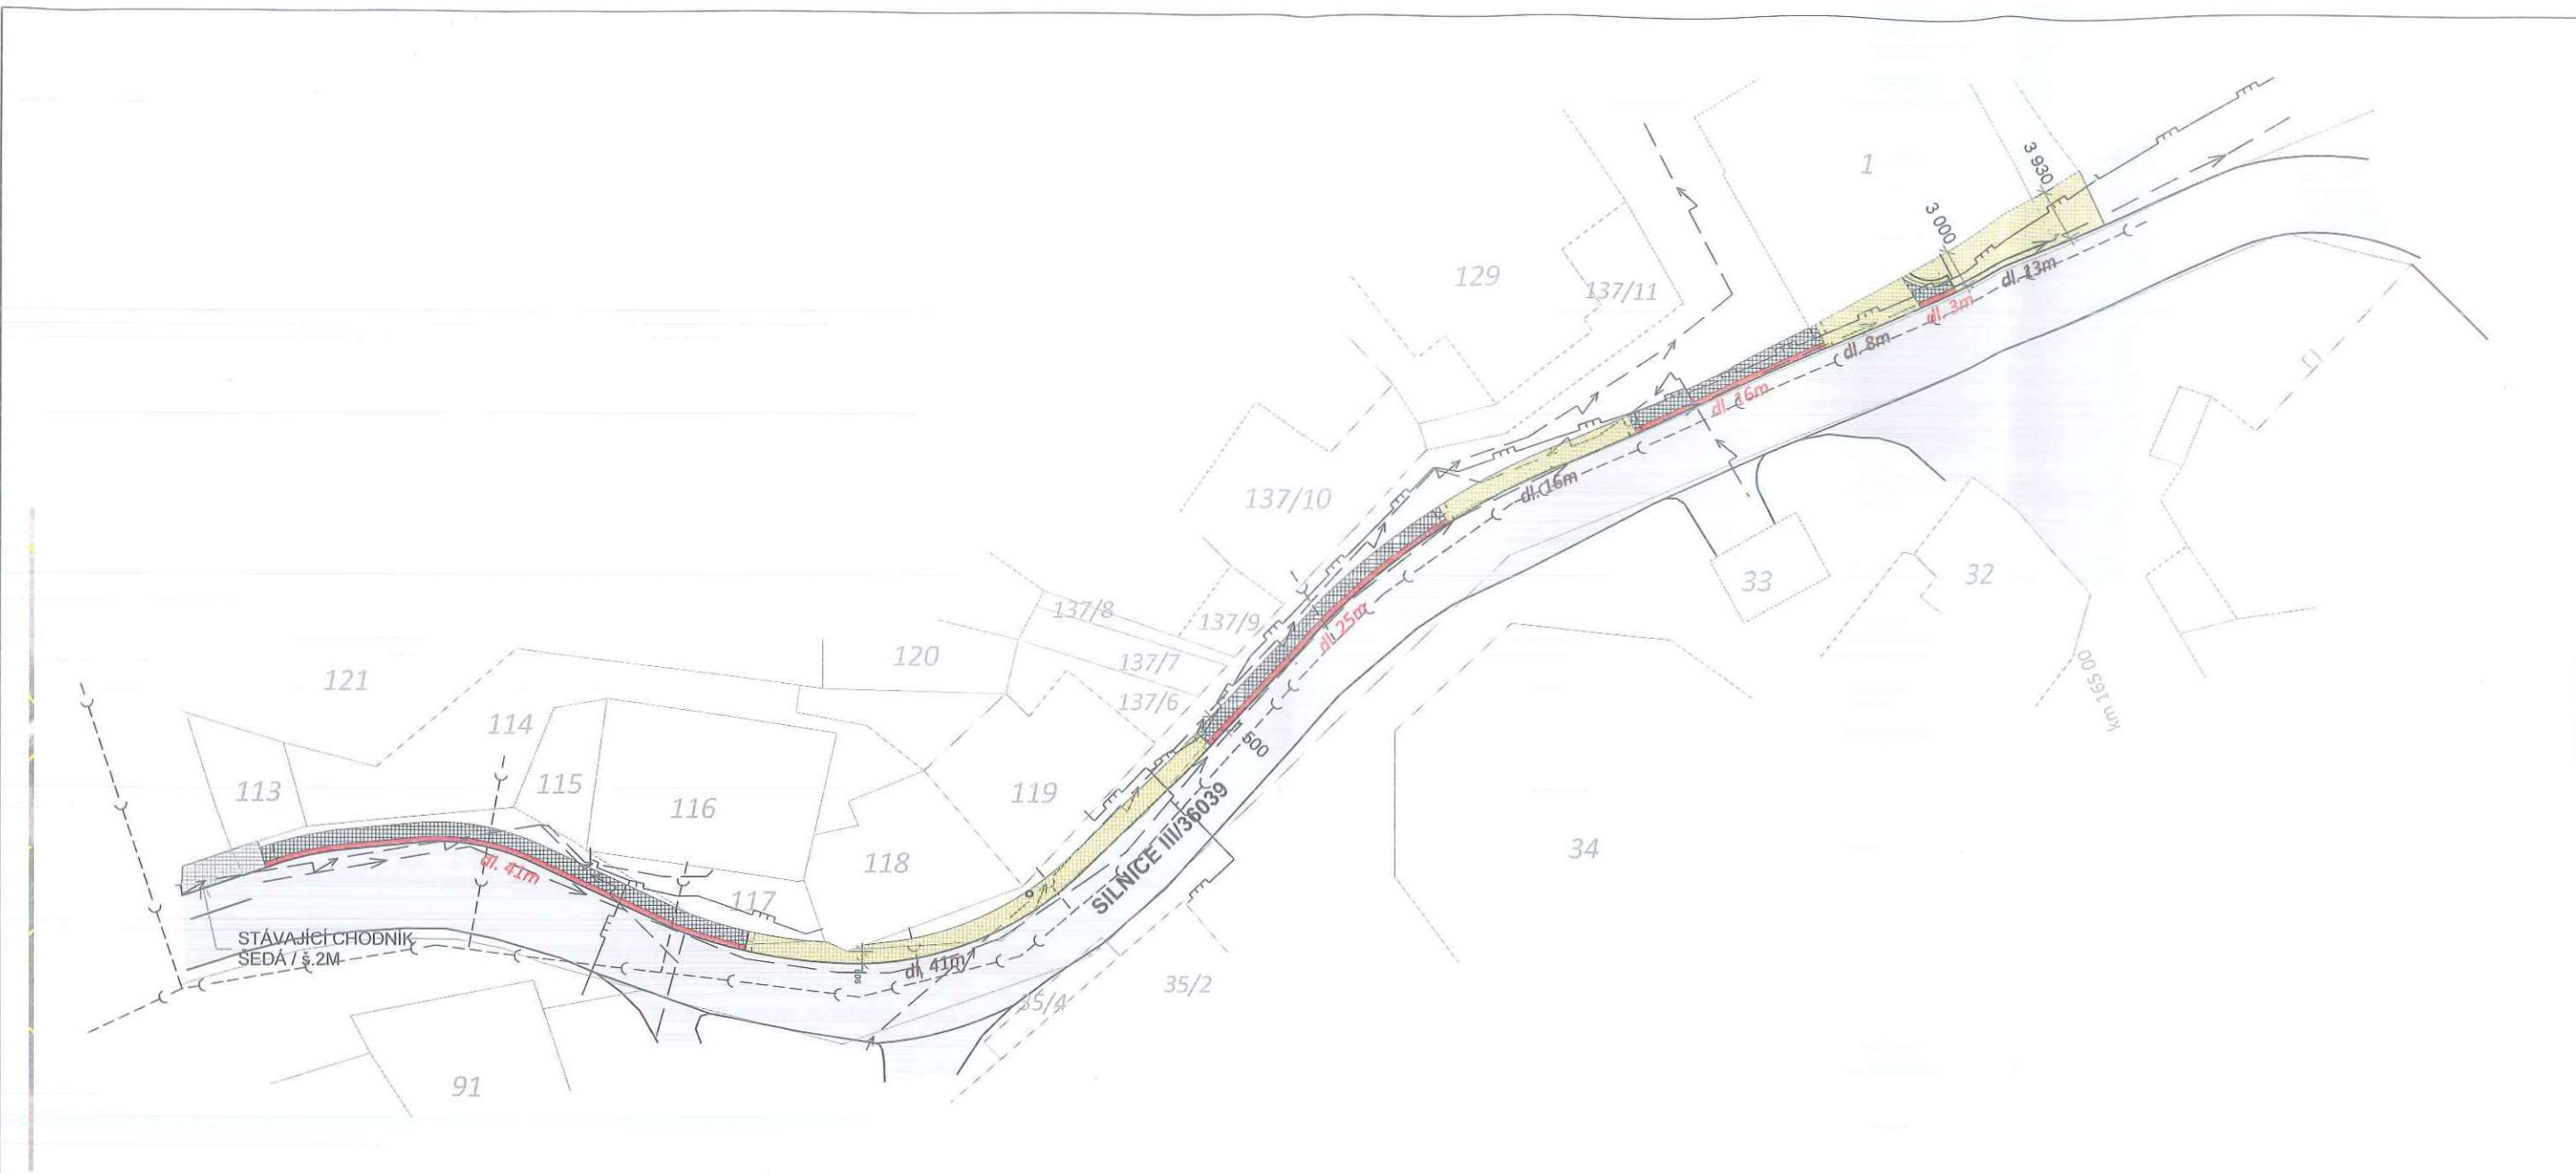 3 930
1
3 000
129
137/11
dl. 13m
dl. 3m
dl. 8m
dl. 16m
137/10
dl. 16m
33
32
137/8
137/9
dl. 25m
120
137/7
121
km 165 00
137/6
114
500
113
115
116
119
SILNICE III/36039
34
118
dl. 41m
117
STÁVAJÍCÍ CHODNÍK
ŠEDÁ / š.2M
dl. 41m
35/2
35/4
91